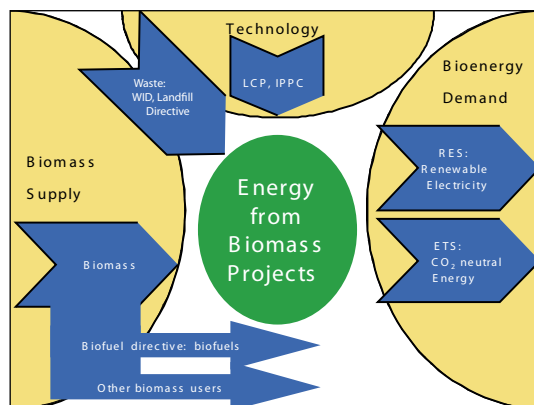 Technology
Waste:
WID, Landfill
Directive
LCP, IPPC
Bioenergy
Demand
RES:
Renewable
Electricity
Biomass
Supply
Energy
from
Biomass
Projects
ETS:
CO₂ neutral
Energy
Biomass
Biofuel directive: biofuels
Other biomass users